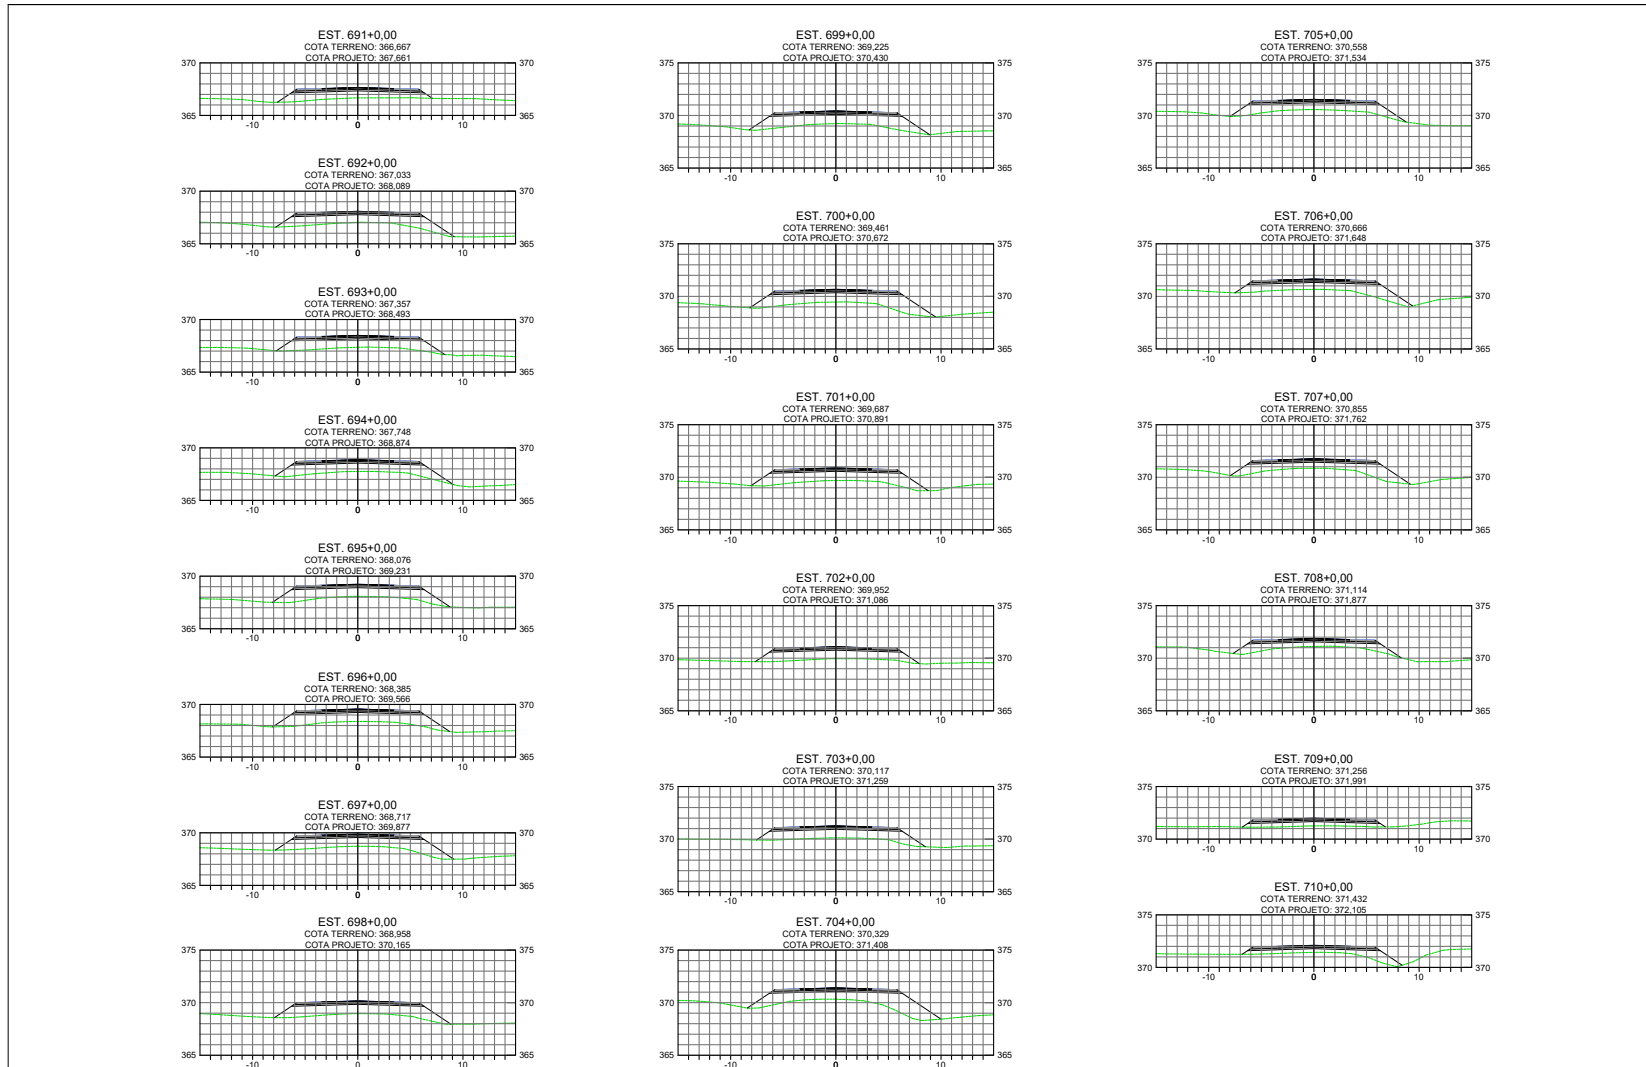 EST. 691+0,00
COTA TERRENO: 366,667
COTA PROJETO: 367,661
370 370
365 365
0 10
EST. 692+0,00
COTA TERRENO: 367,033
COTA PROJETO: 368,089
370 370
365 365
-10 0 10
EST. 693+0,00
COTA TERRENO: 367,357
COTA PROJETO: 368,493
370 370
365 365
-10 0 10
EST. 694+0,00
COTA TERRENO: 367,748
COTA PROJETO: 368,874
370 370
365 365
-10 0 10
EST. 695+0,00
COTA TERRENO: 368,076
COTA PROJETO: 369,231
370 370
365 365
-10 0 10
EST. 696+0,00
COTA TERRENO: 368,385
COTA PROJETO: 369,566
370 370
365 365
-10 0 10
EST. 697+0,00
COTA TERRENO: 368,717
COTA PROJETO: 369,877
370 370
365 365
-10 0 10
EST. 698+0,00
COTA TERRENO: 368,958
COTA PROJETO: 370,165
375 375
370 370
365 365
-10 0 10
EST. 699+0,00
COTA TERRENO: 369,225
COTA PROJETO: 370,430
375 375
370 370
365 365
-10 0 10
EST. 700+0,00
COTA TERRENO: 369,461
COTA PROJETO: 370,672
375 375
370 370
365 365
-10 0 10
EST. 701+0,00
COTA TERRENO: 369,687
COTA PROJETO: 370,891
375 375
370 370
365 365
-10 0 10
EST. 702+0,00
COTA TERRENO: 369,952
COTA PROJETO: 371,086
375 375
370 370
365 365
-10 0 10
EST. 703+0,00
COTA TERRENO: 370,117
COTA PROJETO: 371,259
375 375
370 370
365 365
-10 0 10
EST. 704+0,00
COTA TERRENO: 370,329
COTA PROJETO: 371,408
375 375
370 370
365 365
-10 0 10
EST. 705+0,00
COTA TERRENO: 370,558
COTA PROJETO: 371,534
375 375
370 370
365 365
-10 0 10
EST. 706+0,00
COTA TERRENO: 370,666
COTA PROJETO: 371,648
375 375
370 370
365 365
-10 0 10
EST. 707+0,00
COTA TERRENO: 370,855
COTA PROJETO: 371,762
375 375
370 370
365 365
-10 0 10
EST. 708+0,00
COTA TERRENO: 371,114
COTA PROJETO: 371,877
375 375
370 370
365 365
-10 0 10
EST. 709+0,00
COTA TERRENO: 371,256
COTA PROJETO: 371,991
375 375
370 370
-10 0 10
EST. 710+0,00
COTA TERRENO: 371,432
COTA PROJETO: 372,105
375 375
370 370
-10 0 10